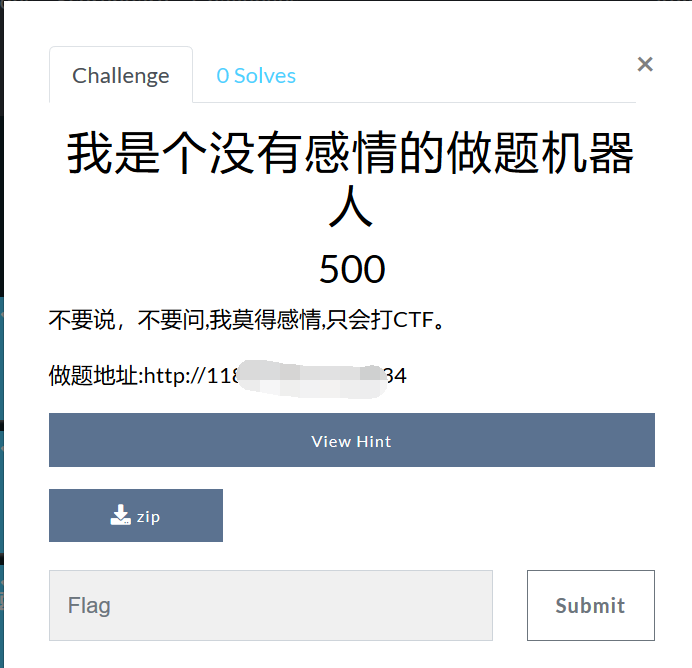 Challenge
0 Solves
×
我是个没有感情的做题机器
人
500
不要说，不要问,我莫得感情,只会打CTF。
做题地址:http://118 34
View Hint
zip
Flag
Submit